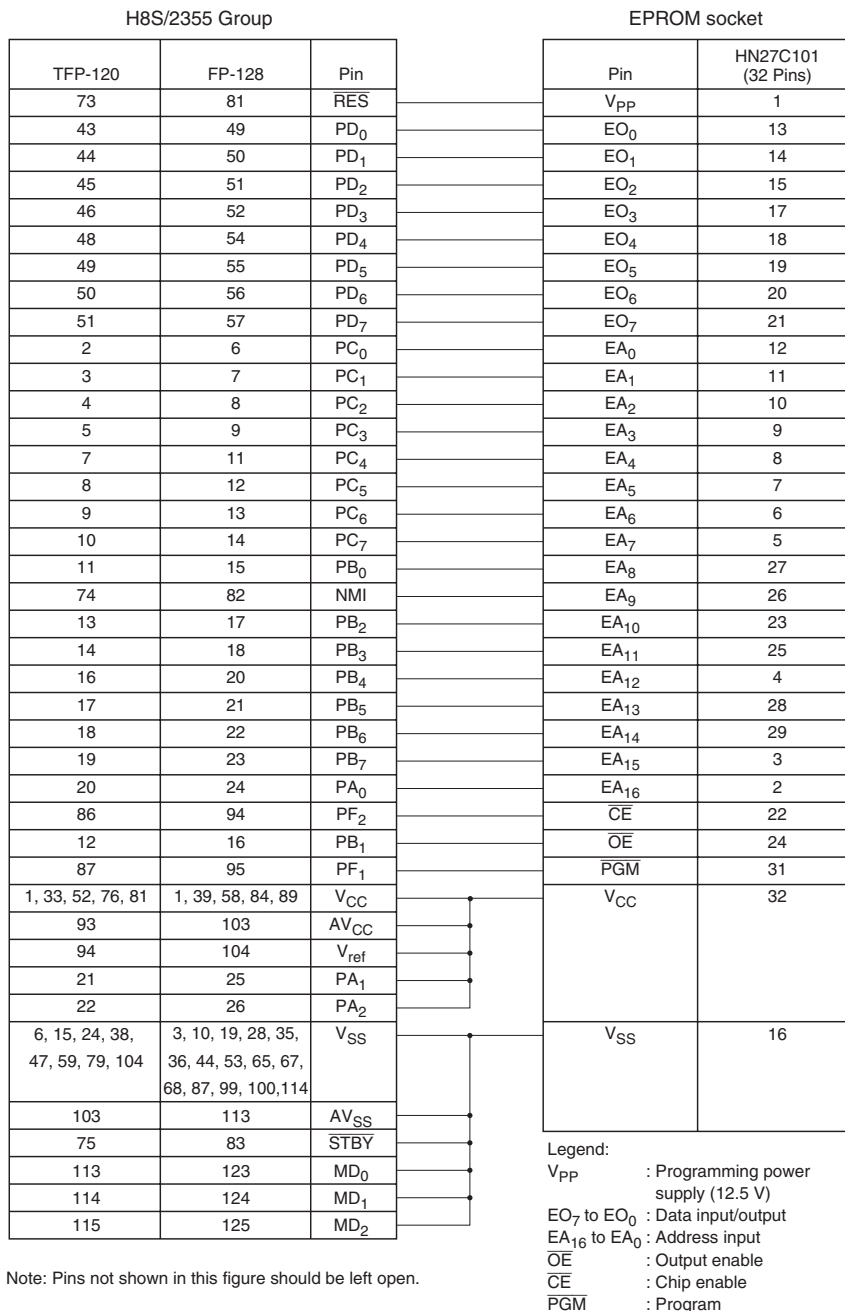 H8S/2355 Group EPROM socket
TFP-120 FP-128 Pin Pin HN27C101 (32 Pins)
73 81 R̅E̅S̅ VPP 1
43 49 PD0 EO0 13
44 50 PD1 EO1 14
45 51 PD2 EO2 15
46 52 PD3 EO3 17
48 54 PD4 EO4 18
49 55 PD5 EO5 19
50 56 PD6 EO6 20
51 57 PD7 EO7 21
2 6 PC0 EA0 12
3 7 PC1 EA1 11
4 8 PC2 EA2 10
5 9 PC3 EA3 9
7 11 PC4 EA4 8
8 12 PC5 EA5 7
9 13 PC6 EA6 6
10 14 PC7 EA7 5
11 15 PB0 EA8 27
74 82 NMI EA9 26
13 17 PB2 EA10 23
14 18 PB3 EA11 25
16 20 PB4 EA12 4
17 21 PB5 EA13 28
18 22 PB6 EA14 29
19 23 PB7 EA15 3
20 24 PA0 EA16 2
86 94 PF2 C̅E̅ 22
12 16 PB1 O̅E̅ 24
87 95 PF1 P̅G̅M̅ 31
1, 33, 52, 76, 81 1, 39, 58, 84, 89 VCC VCC 32
93 103 AVCC
94 104 Vref
21 25 PA1
22 26 PA2
6, 15, 24, 38, 3, 10, 19, 28, 35, VSS VSS 16
47, 59, 79, 104 36, 44, 53, 65, 67,
68, 87, 99, 100,114
103 113 AVSS
75 83 S̅T̅B̅Y̅
113 123 MD0
114 124 MD1
115 125 MD2
Legend:
VPP : Programming power
supply (12.5 V)
EO7 to EO0 : Data input/output
EA16 to EA0 : Address input
O̅E̅ : Output enable
C̅E̅ : Chip enable
P̅G̅M̅ : Program
Note: Pins not shown in this figure should be left open.